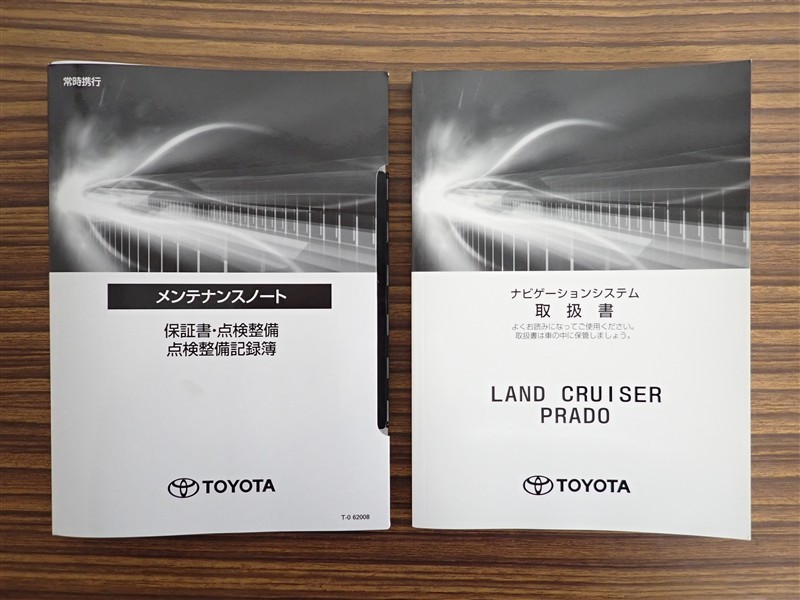 常時携行
メンテナンスノート
保証書・点検整備
点検整備記録簿
TOYOTA
T-0 62008
ナビゲーションシステム
取扱書
よくお読みになってご使用ください。
取扱書は車の中に保管しましょう。
LAND CRUISER
PRADO
TOYOTA